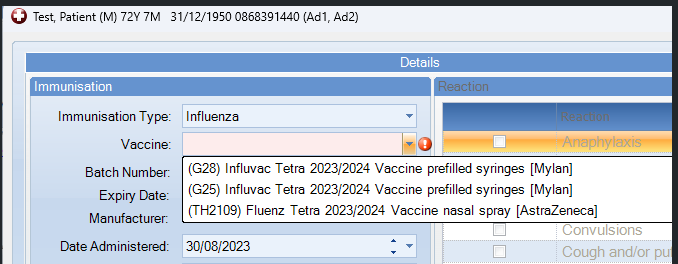 Test, Patient (M) 72Y 7M 31/12/1950 0868391440 (Ad1, Ad2)
Details
Immunisation
Reaction
Immunisation Type: Influenza
Reaction
Vaccine:
Anaphylaxis
Batch Number: (G28) Influvac Tetra 2023/2024 Vaccine prefilled syringes [Mylan]
Expiry Date: (G25) Influvac Tetra 2023/2024 Vaccine prefilled syringes [Mylan]
Manufacturer: (TH2109) Fluenz Tetra 2023/2024 Vaccine nasal spray [AstraZeneca]
Convulsions
Date Administered: 30/08/2023
Cough and/or pu